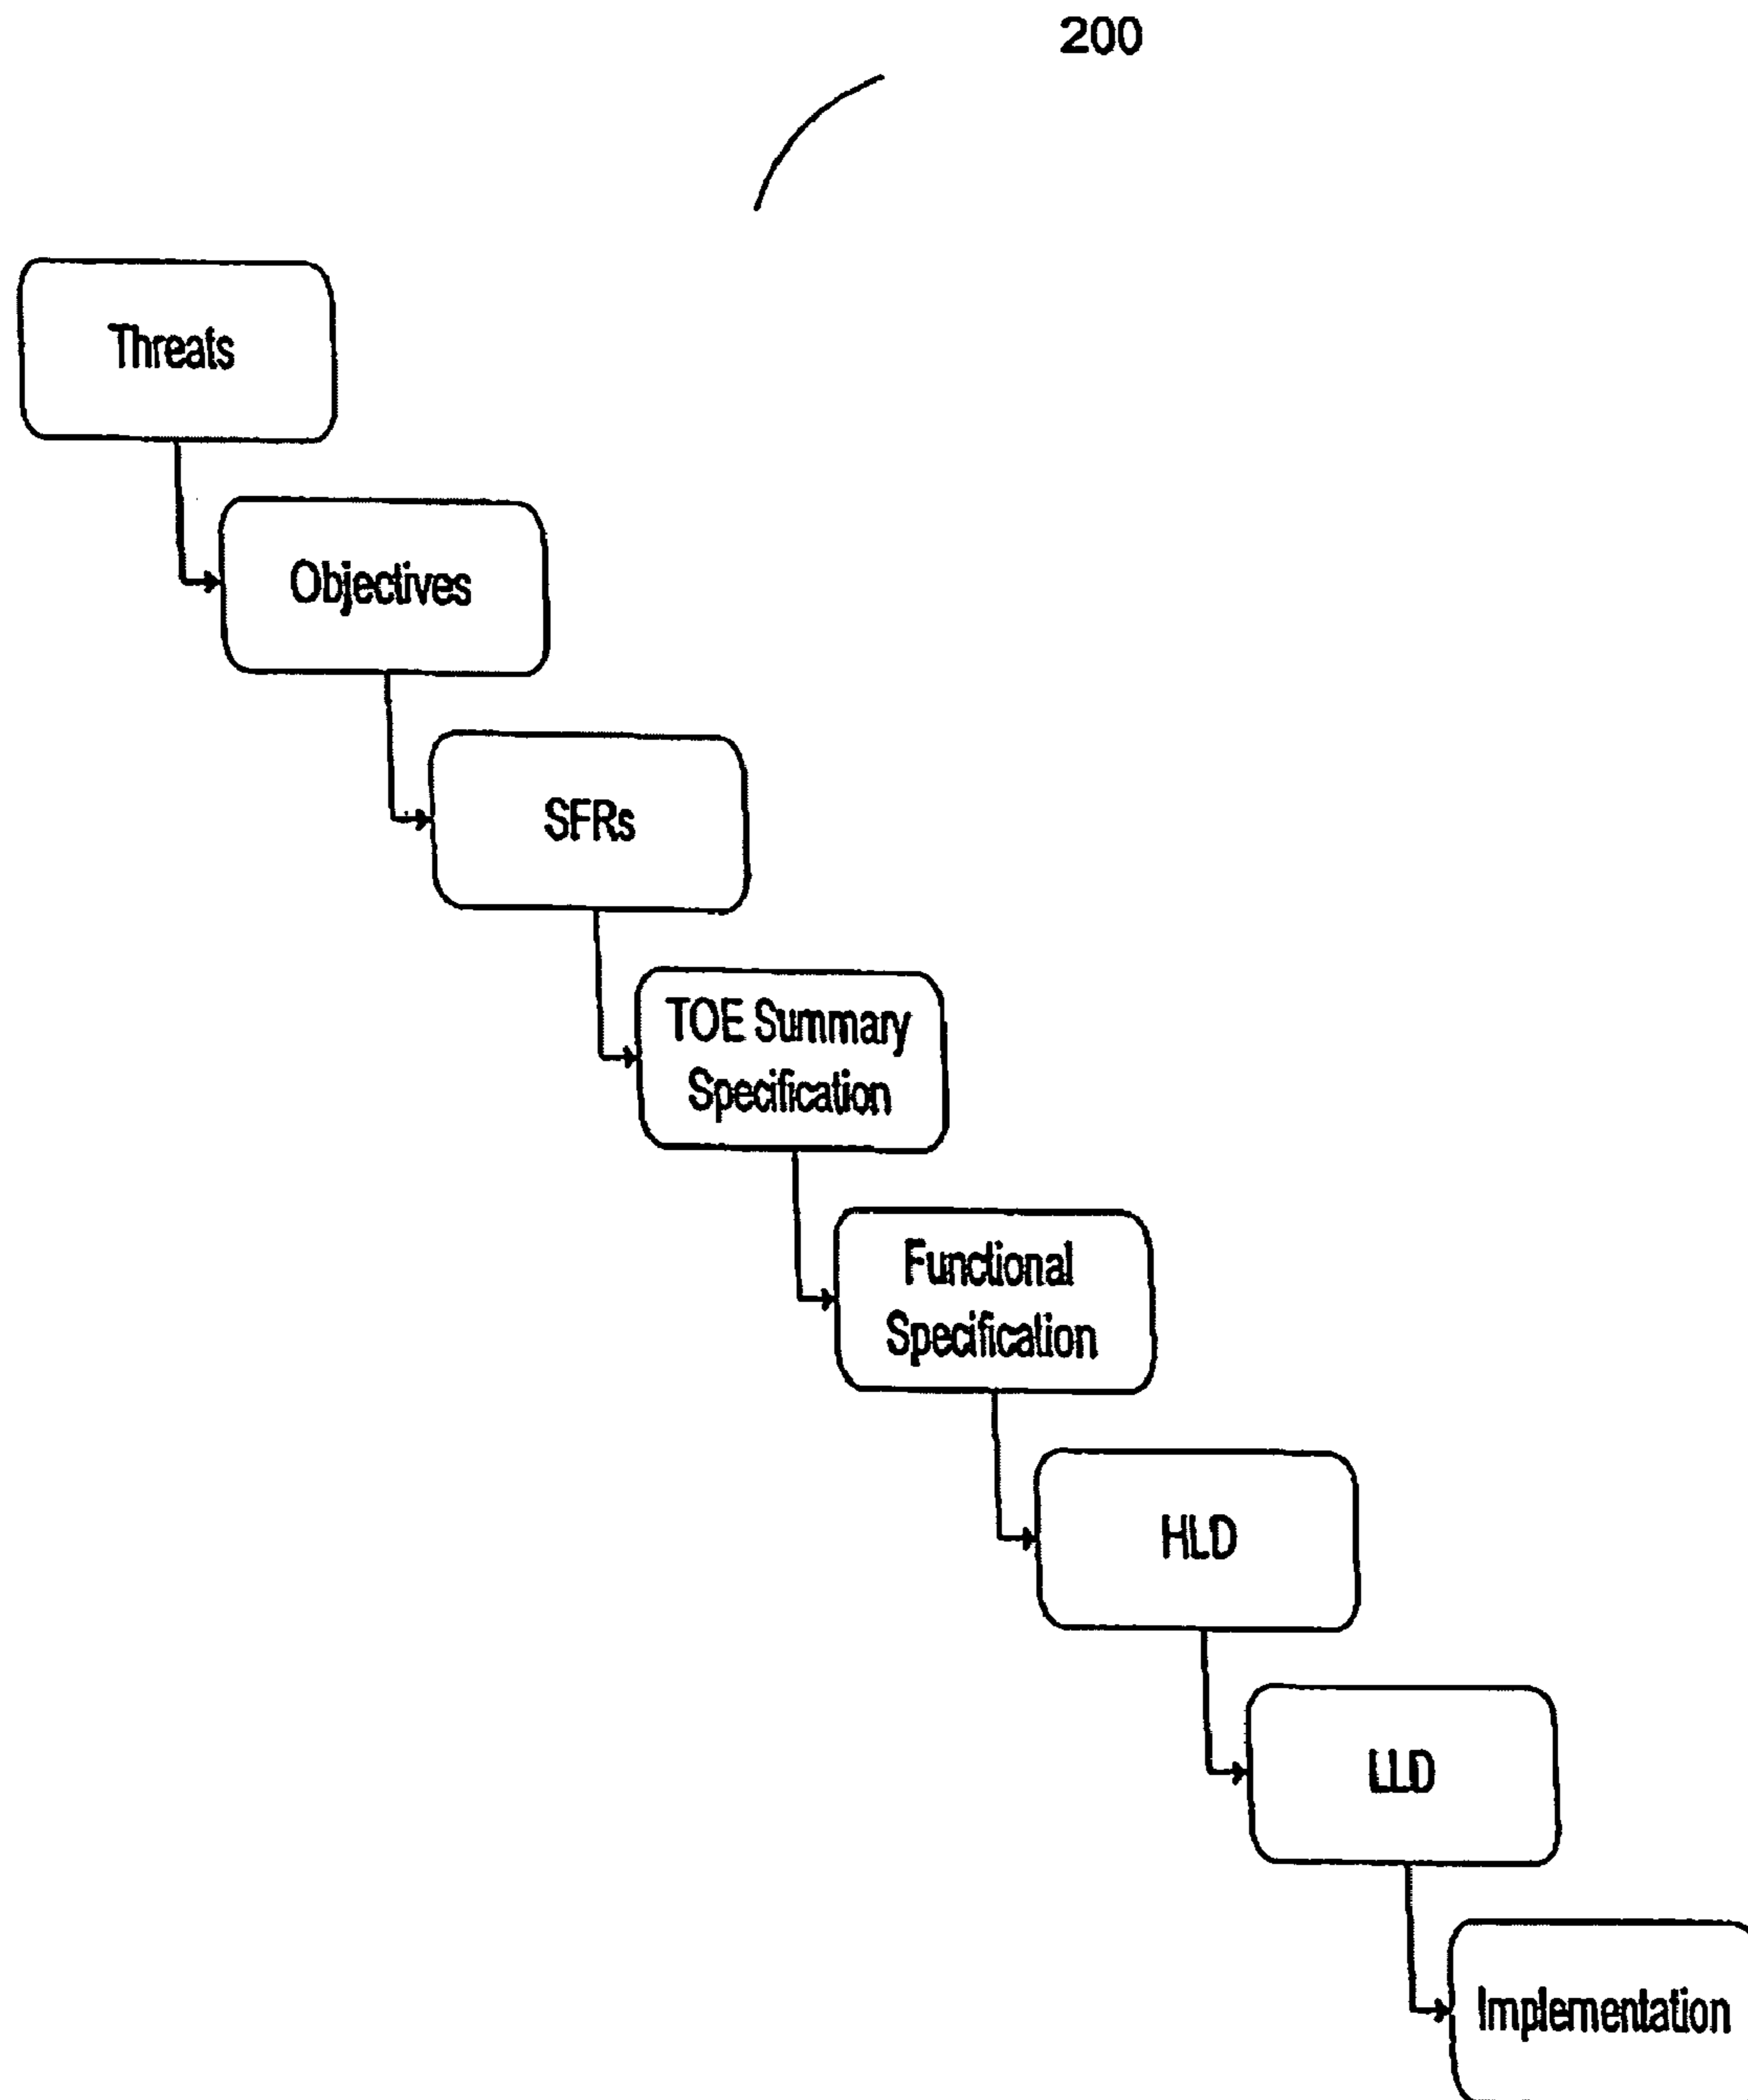 200
Threats
Objectives
SFRs
TOE Summary
Specification
Functional
Specification
HLD
LLD
Implementation